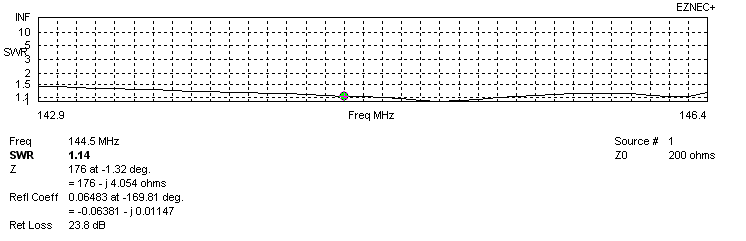 EZNEC+
INF
10
5
SWR
3
2
1.5
1.1
142.9 Freq MHz 146.4
Freq 144.5 MHz Source # 1
SWR 1.14 Z0 200 ohms
Z 176 at -1.32 deg.
= 176 - j 4.054 ohms
Refl Coeff 0.06483 at -169.81 deg.
= -0.06381 - j 0.01147
Ret Loss 23.8 dB